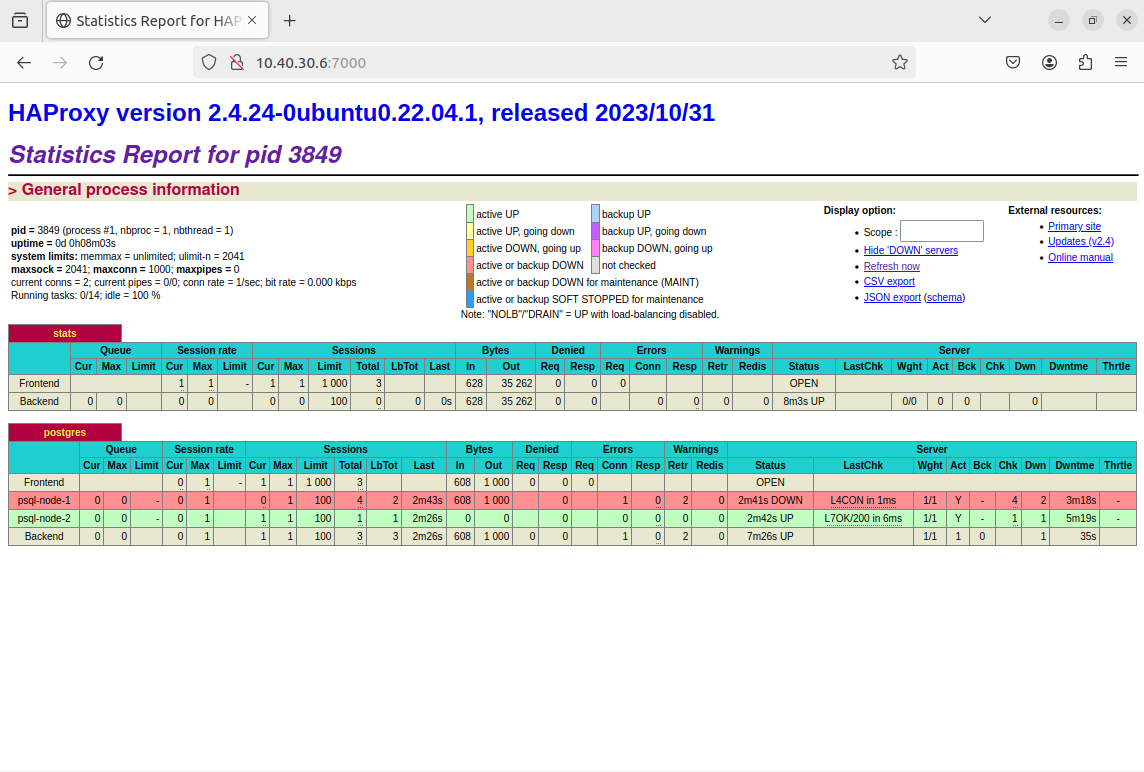 Statistics Report for HAP
10.40.30.6:7000
HAProxy version 2.4.24-0ubuntu0.22.04.1, released 2023/10/31
Statistics Report for pid 3849
> General process information
pid = 3849 (process #1, nbproc = 1, nbthread = 1)
uptime = 0d 0h08m03s
system limits: memmax = unlimited; ulimit-n = 2041
maxsock = 2041; maxconn = 1000; maxpipes = 0
current conns = 2; current pipes = 0/0; conn rate = 1/sec; bit rate = 0.000 kbps
Running tasks: 0/14; idle = 100 %
active UP backup UP
active UP, going down backup UP, going down
active DOWN, going up backup DOWN, going up
active or backup DOWN not checked
active or backup DOWN for maintenance (MAINT)
active or backup SOFT STOPPED for maintenance
Note: "NOLB"/"DRAIN" = UP with load-balancing disabled.
Display option:
• Scope :
• Hide 'DOWN' servers
• Refresh now
• CSV export
• JSON export (schema)
External resources:
• Primary site
• Updates (v2.4)
• Online manual
stats
Queue Session rate Sessions Bytes Denied Errors Warnings Server
Cur Max Limit Cur Max Limit Cur Max Limit Total LbTot Last In Out Req Resp Req Conn Resp Retr Redis Status LastChk Wght Act Bck Chk Dwn Dwntme Thrtle
Frontend 1 1 - 1 1 1 000 3 628 35 262 0 0 0 OPEN
Backend 0 0 0 0 0 0 100 0 0 0s 628 35 262 0 0 0 0 0 0 8m3s UP 0/0 0 0 0
postgres
Queue Session rate Sessions Bytes Denied Errors Warnings Server
Cur Max Limit Cur Max Limit Cur Max Limit Total LbTot Last In Out Req Resp Req Conn Resp Retr Redis Status LastChk Wght Act Bck Chk Dwn Dwntme Thrtle
Frontend 0 1 - 1 1 1 000 3 608 1 000 0 0 0 OPEN
psql-node-1 0 0 - 0 1 0 1 100 4 2 2m43s 608 1 000 0 1 0 2 0 2m41s DOWN L4CON in 1ms 1/1 Y - 4 2 3m18s -
psql-node-2 0 0 - 0 1 1 1 100 1 1 2m26s 0 0 0 0 0 0 0 2m42s UP L7OK/200 in 6ms 1/1 Y - 1 1 5m19s -
Backend 0 0 0 1 1 1 100 3 3 2m26s 608 1 000 0 0 1 0 2 0 7m26s UP 1/1 1 0 1 35s